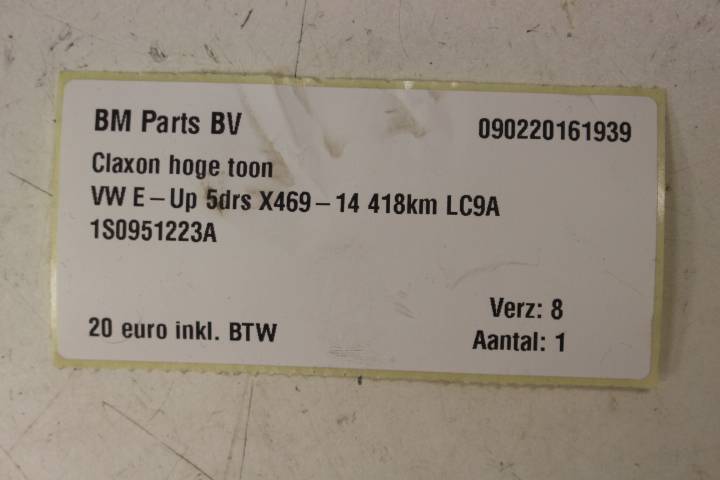 BM Parts BV 090220161939
Claxon hoge toon
VW E-Up 5drs X469-14 418km LC9A
1S0951223A
Verz: 8
20 euro inkl. BTW
Aantal: 1